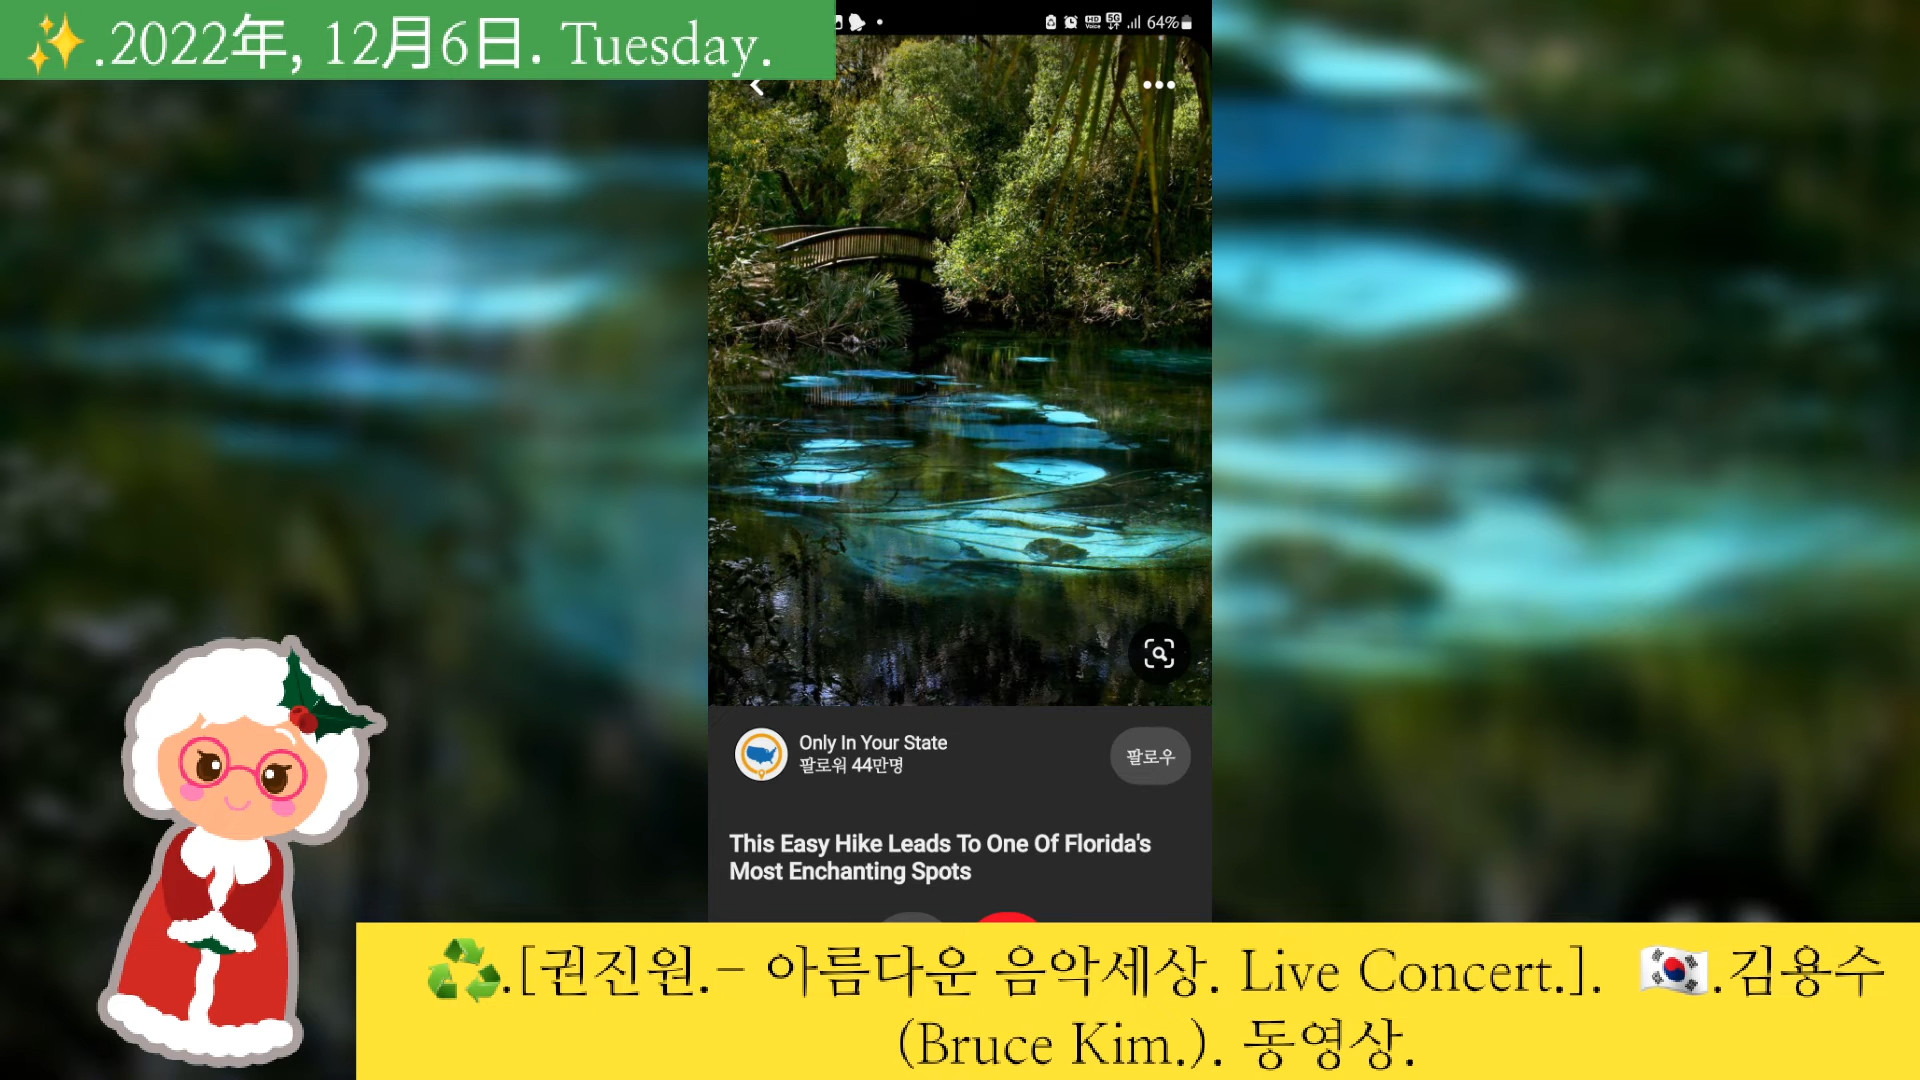 ✨.2022年, 12月6日. Tuesday.
HD Voice 5G 64%
Only In Your State
팔로워 44만명
팔로우
This Easy Hike Leads To One Of Florida's
Most Enchanting Spots
♻️.[권진원.- 아름다운 음악세상. Live Concert.]. 🇰🇷.김용수
(Bruce Kim.). 동영상.